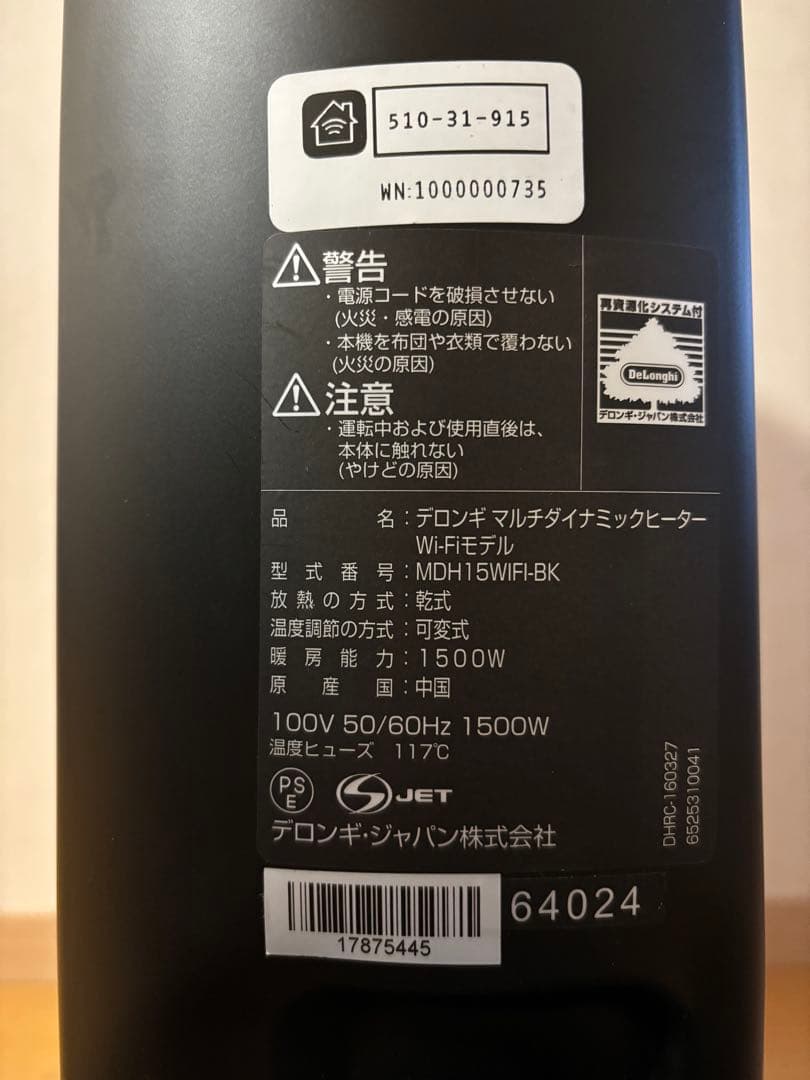 510-31-915
WN:1000000735
警告
・電源コードを破損させない
(火災・感電の原因)
・本機を布団や衣類で覆わない
(火災の原因)
注意
・運転中および使用直後は、
本体に触れない
(やけどの原因)
再資源化システム付
DeLonghi
デロンギ・ジャパン株式会社
品名：デロンギ マルチダイナミックヒーター
Wi-Fiモデル
型式番号：MDH15WIFI-BK
放熱の方式：乾式
温度調節の方式：可変式
暖房能力：1500W
原産国：中国
100V 50/60Hz 1500W
温度ヒューズ 117℃
PSE
JET
デロンギ・ジャパン株式会社
DHRC-160327
6525310041
17875445
64024